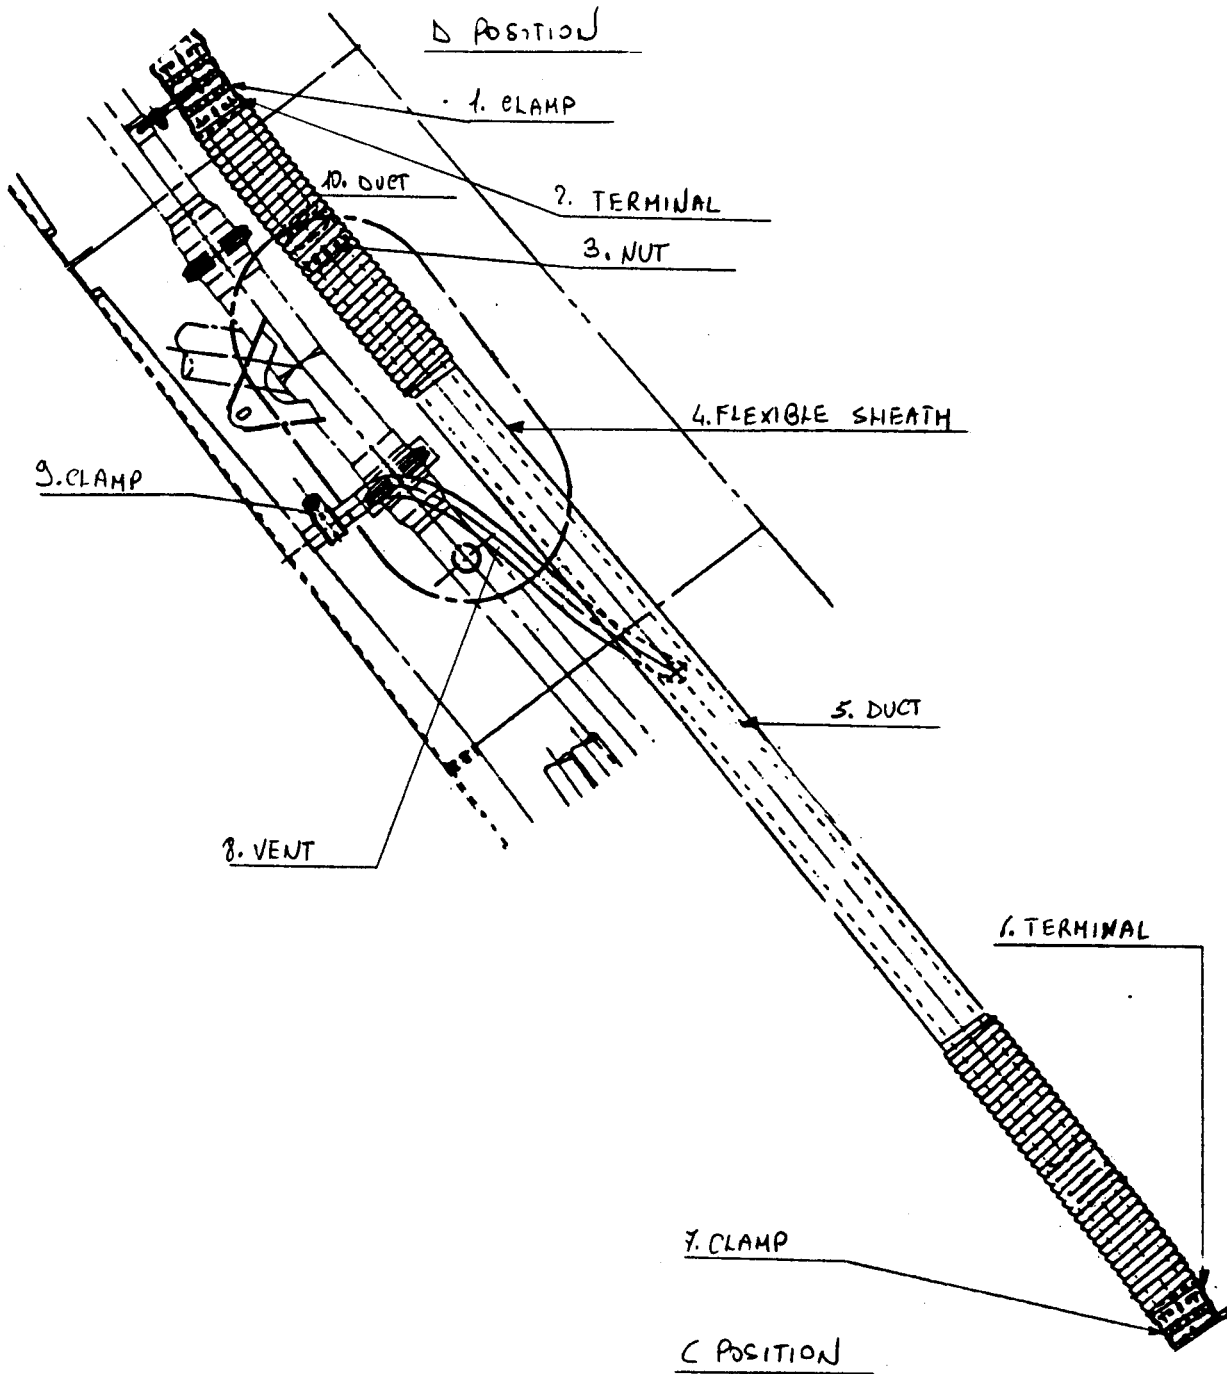 D POSITION
1. CLAMP
10. DUCT
2. TERMINAL
3. NUT
4. FLEXIBLE SHEATH
9. CLAMP
5. DUCT
8. VENT
6. TERMINAL
7. CLAMP
C POSITION